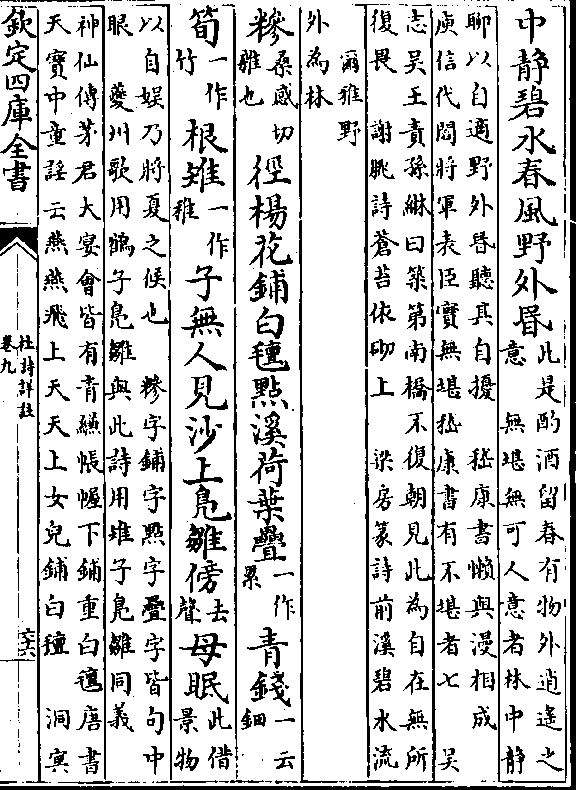 中靜碧水春風野外昏此是酌酒留春有物外逍遥之
意 無堪無可人意者林中靜
聊以自適野外昏聽其自擾 嵇康書懶與漫相成
庾信代閻將軍表臣實無堪嵇康書有不堪者七 吴
志吴王責孫綝曰築第南橋不復朝見此為自在無所
復畏 謝朓詩蒼苔依砌上 梁房篆詩前溪碧水流
爾雅野
外為林
糝桑感切雜也徑楊花鋪白氊點溪荷葉疊一作累青錢一云鈿
筍一作竹根雉一作稚子無人見沙上鳬雛傍去聲母眠此借景物
以自娱乃將夏之候也 糝字鋪字點字疊字皆句中
眼 夔州歌用鶴子鳬雛與此詩用雉子鳬雛同義
神仙傳茅君大宴會皆有青縑帳幄下鋪重白氊唐書
天寶中童謡云燕燕飛上天天上女兒鋪白氊 洞㝠
欽定四庫全書
杜詩詳註
卷九